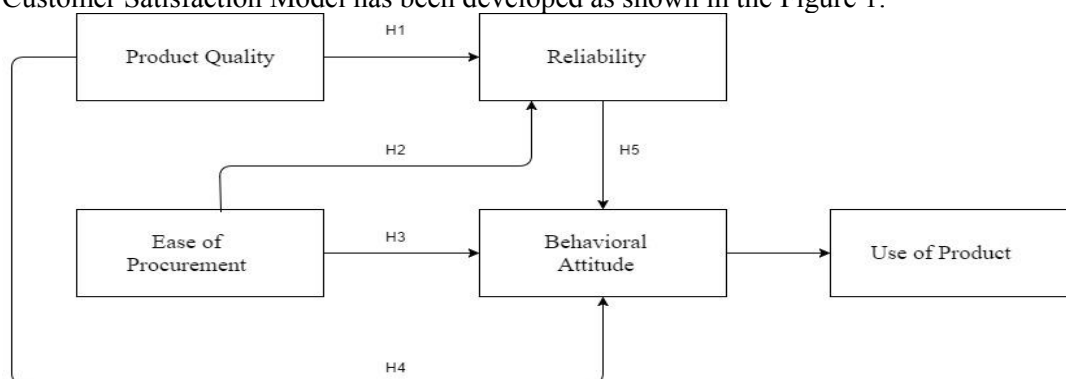 Customer Satisfaction Model has been developed as shown in the Figure 1.
H1
Product Quality
Reliability
H2
H5
Ease of
Procurement
H3
Behavioral
Attitude
Use of Product
H4